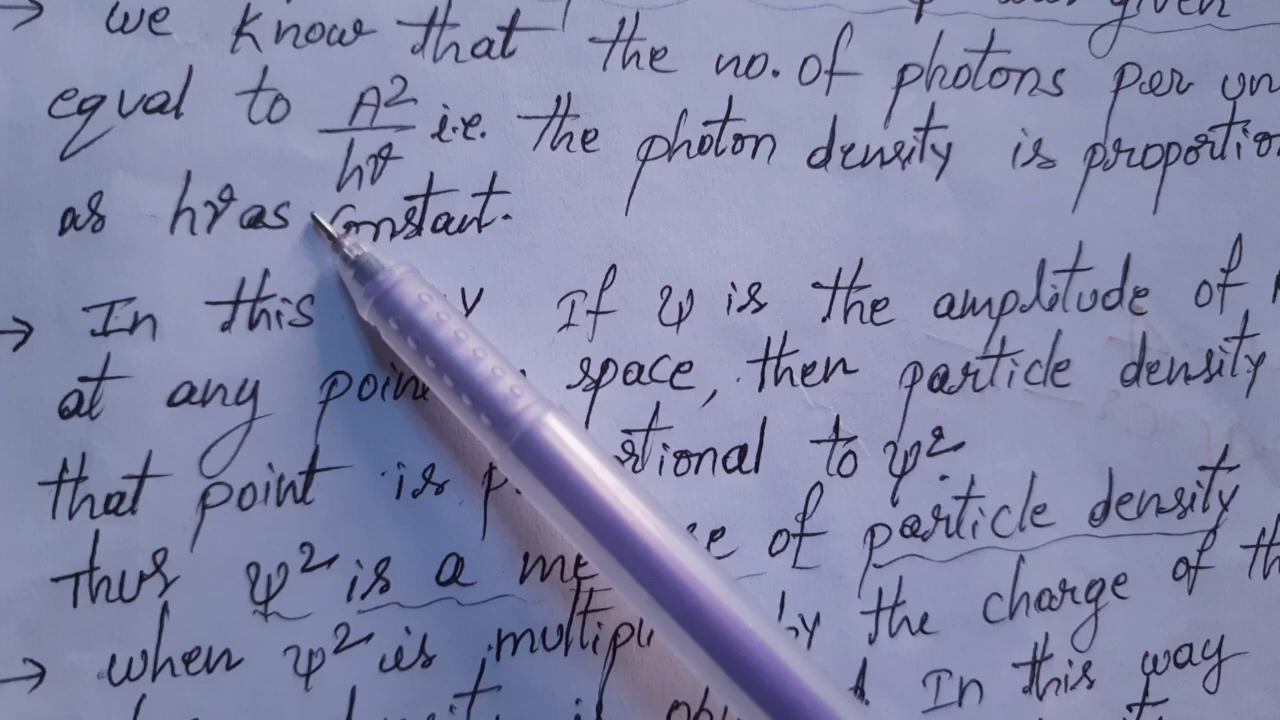 → we know that the no. of photons per un
equal to A²/hν i.e. the photon density is proportio
as hν as constant.
→ In this If ψ is the amplitude of
at any poin space, then particle density
that point is p rtional to ψ².
Thus ψ² is a me e of particle density
→ when ψ² is multipl by the charge of th
In this way